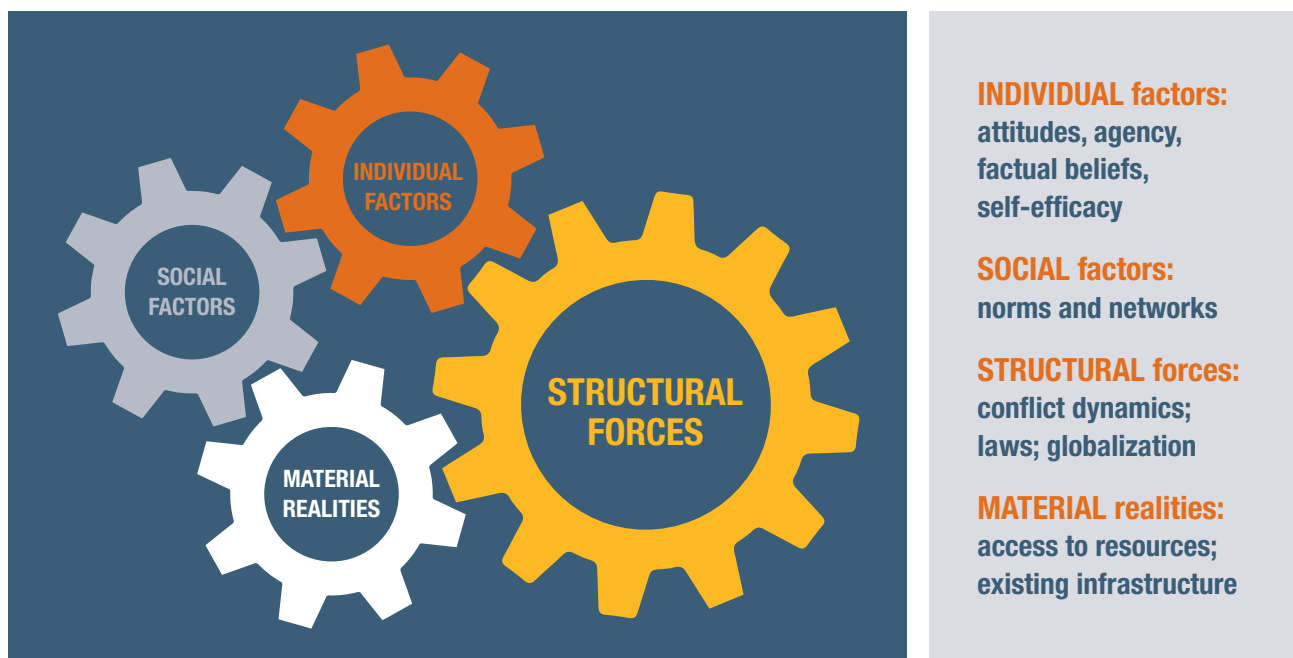 INDIVIDUAL
FACTORS
SOCIAL
FACTORS
STRUCTURAL
FORCES
MATERIAL
REALITIES
INDIVIDUAL factors:
attitudes, agency,
factual beliefs,
self-efficacy
SOCIAL factors:
norms and networks
STRUCTURAL forces:
conflict dynamics;
laws; globalization
MATERIAL realities:
access to resources;
existing infrastructure